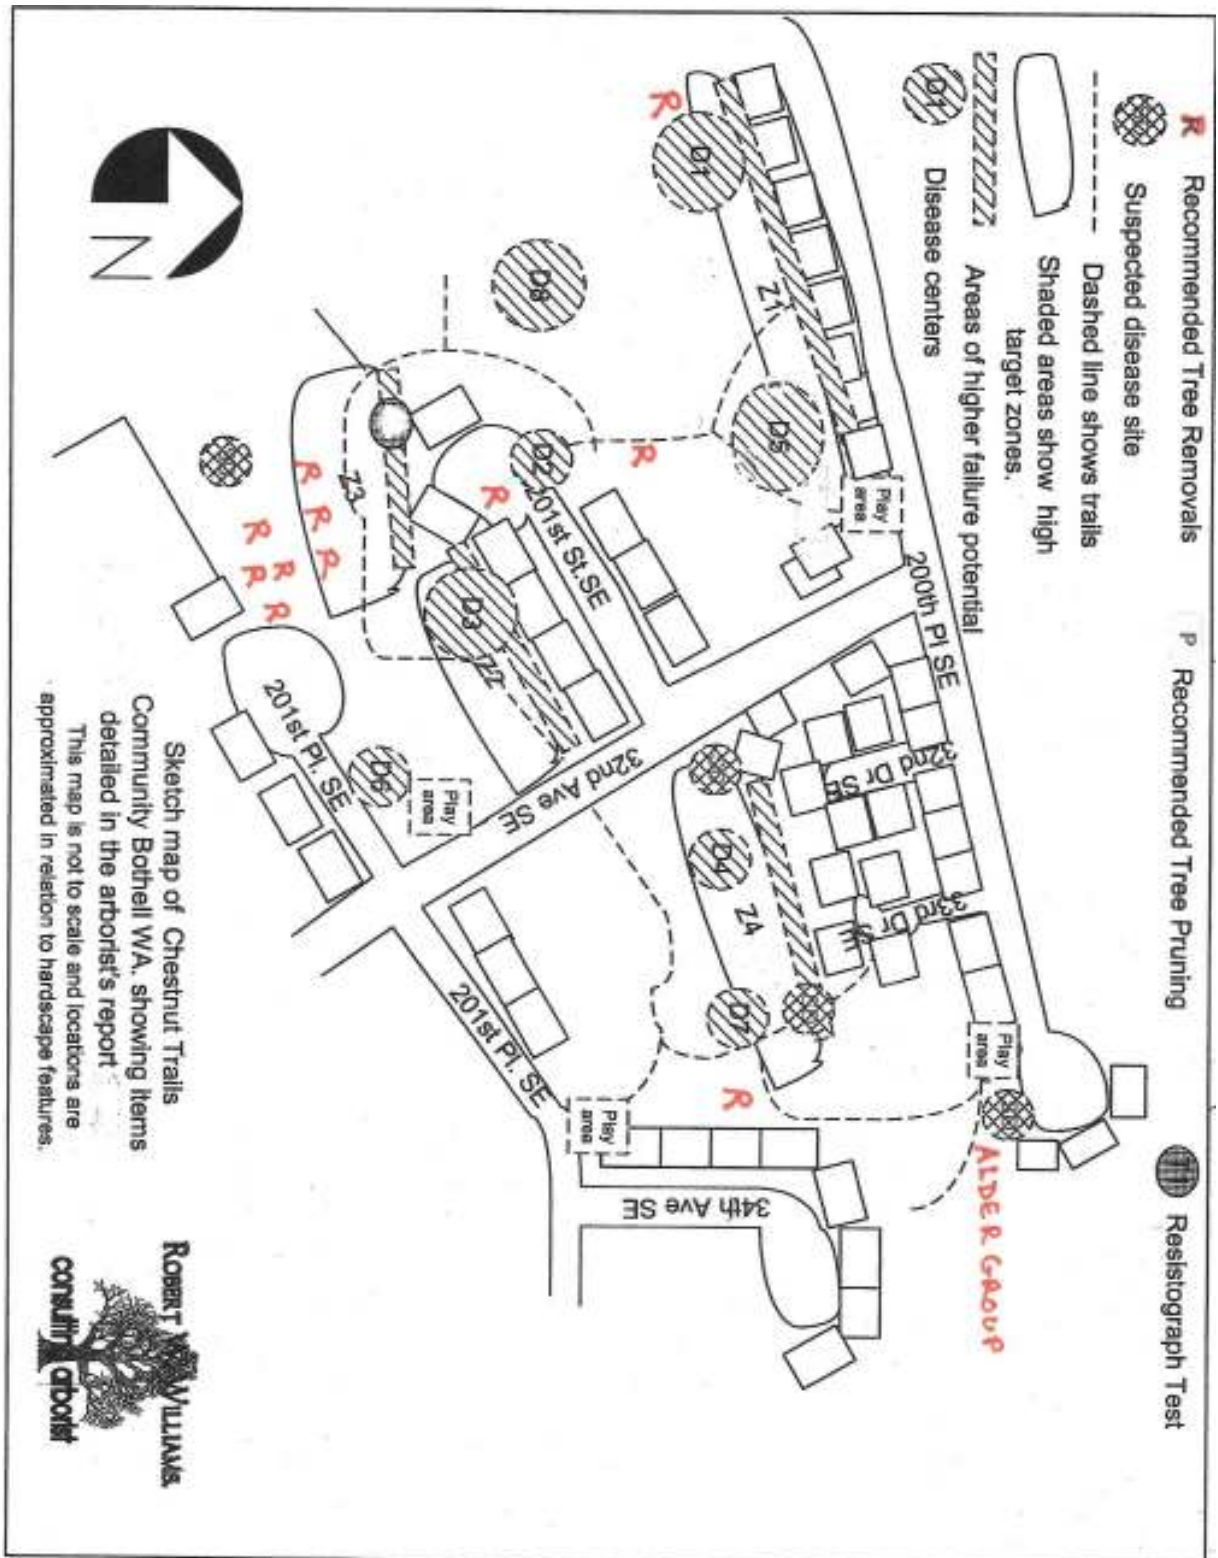 R Recommended Tree Removals
P Recommended Tree Pruning
T1 Resistograph Test
Suspected disease site
Dashed line shows trails
Shaded areas show high
target zones.
Areas of higher failure potential
D1 Disease centers
R
D1
Z1
D5
Play
area
200th Pl SE
32nd Dr SE
33rd Dr SE
Play
area
ALDER GROUP
D8
R
D2
R
201st St.SE
32nd Ave SE
D4
Z4
D7
R
Z3
R
R
R
D3
Z2
R
R
R
R
201st Pl. SE
D6
Play
area
201st Pl. SE
Play
area
34th Ave SE
N
Sketch map of Chestnut Trails
Community Bothell WA. showing items
detailed in the arborist's report
This map is not to scale and locations are
approximated in relation to hardscape features.
ROBERT W. WILLIAMS
consulting arborist